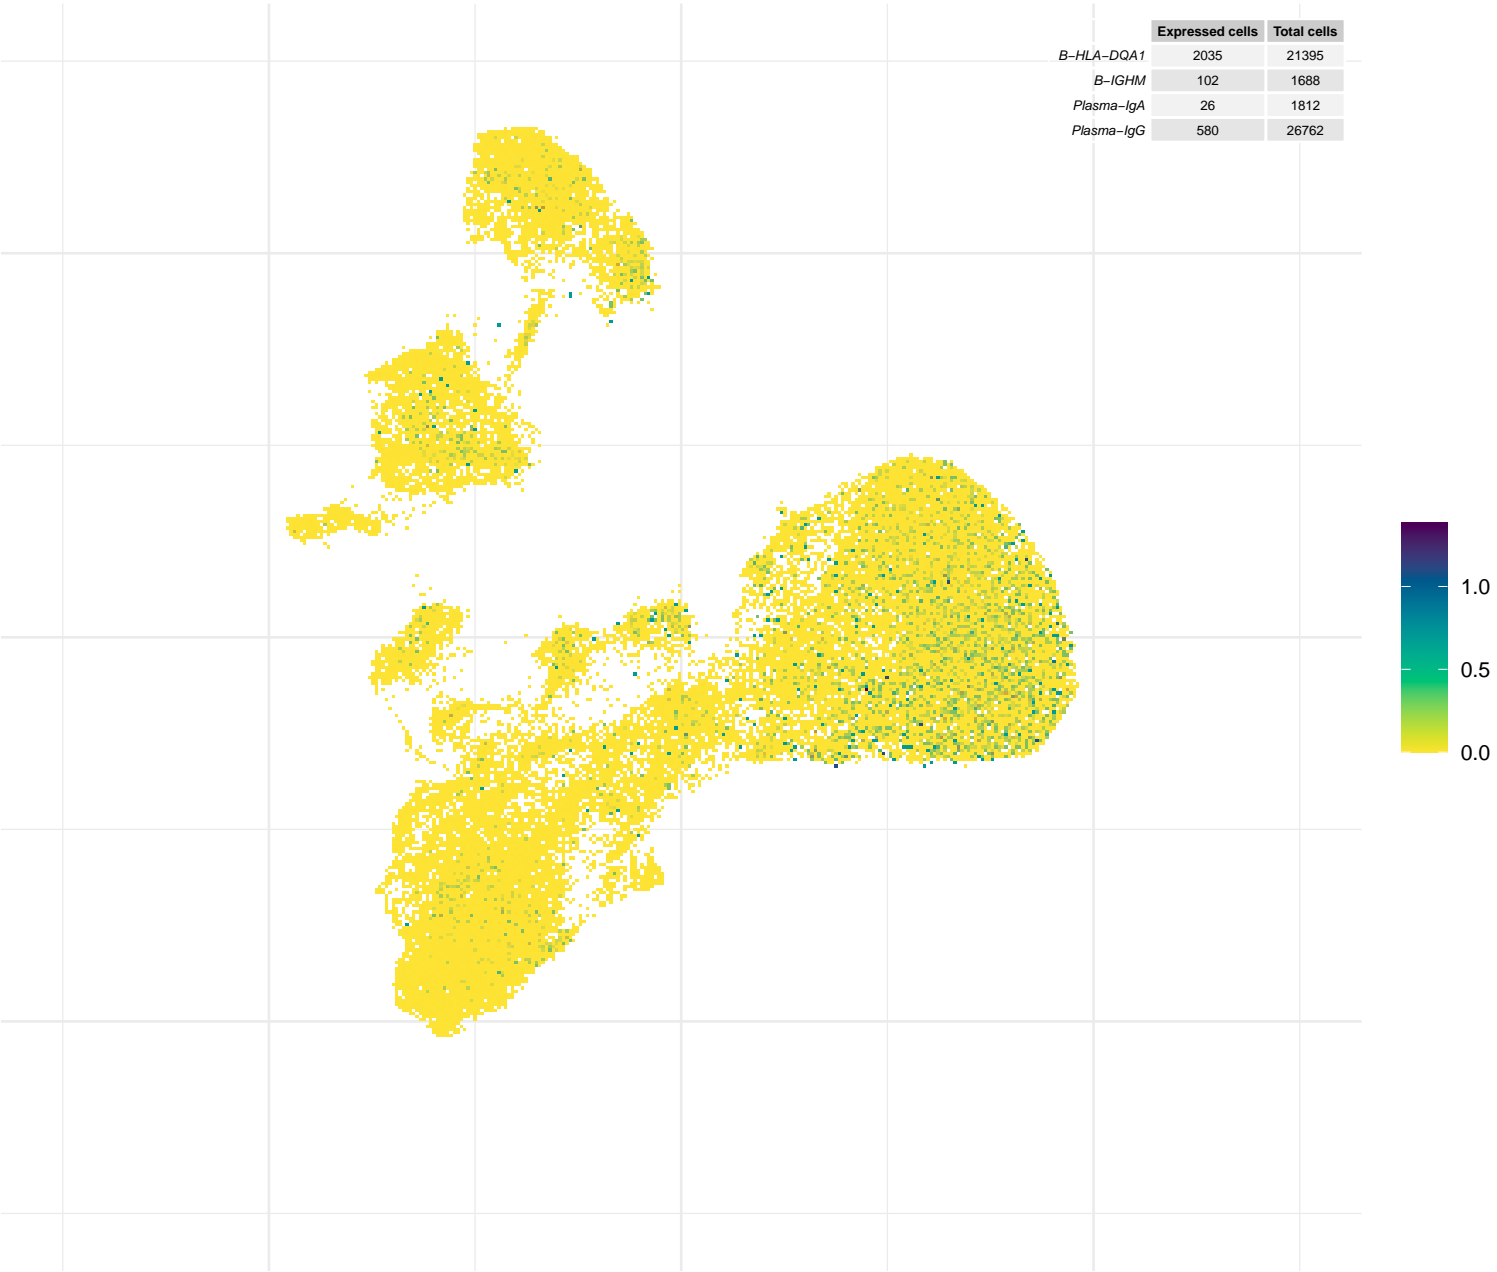 Expressed cells Total cells
B−HLA−DQA1 2035 21395
B−IGHM 102 1688
Plasma−IgA 26 1812
Plasma−IgG 580 26762
1.0
0.5
0.0